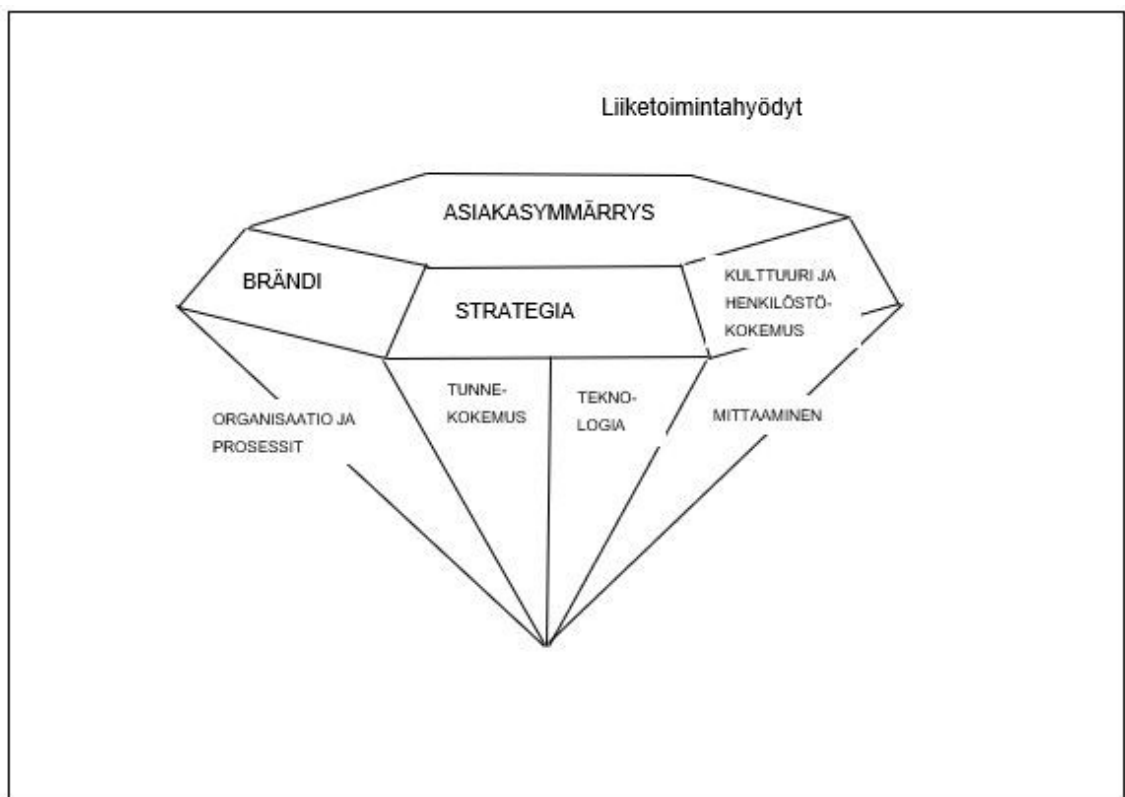 Liiketoimintahyödyt
ASIAKASYMMÄRRYS
BRÄNDI
STRATEGIA
KULTTUURI JA
HENKILÖSTÖ-
KOKEMUS
ORGANISAATIO JA
PROSESSIT
TUNNE-
KOKEMUS
TEKNO-
LOGIA
MITTAAMINEN